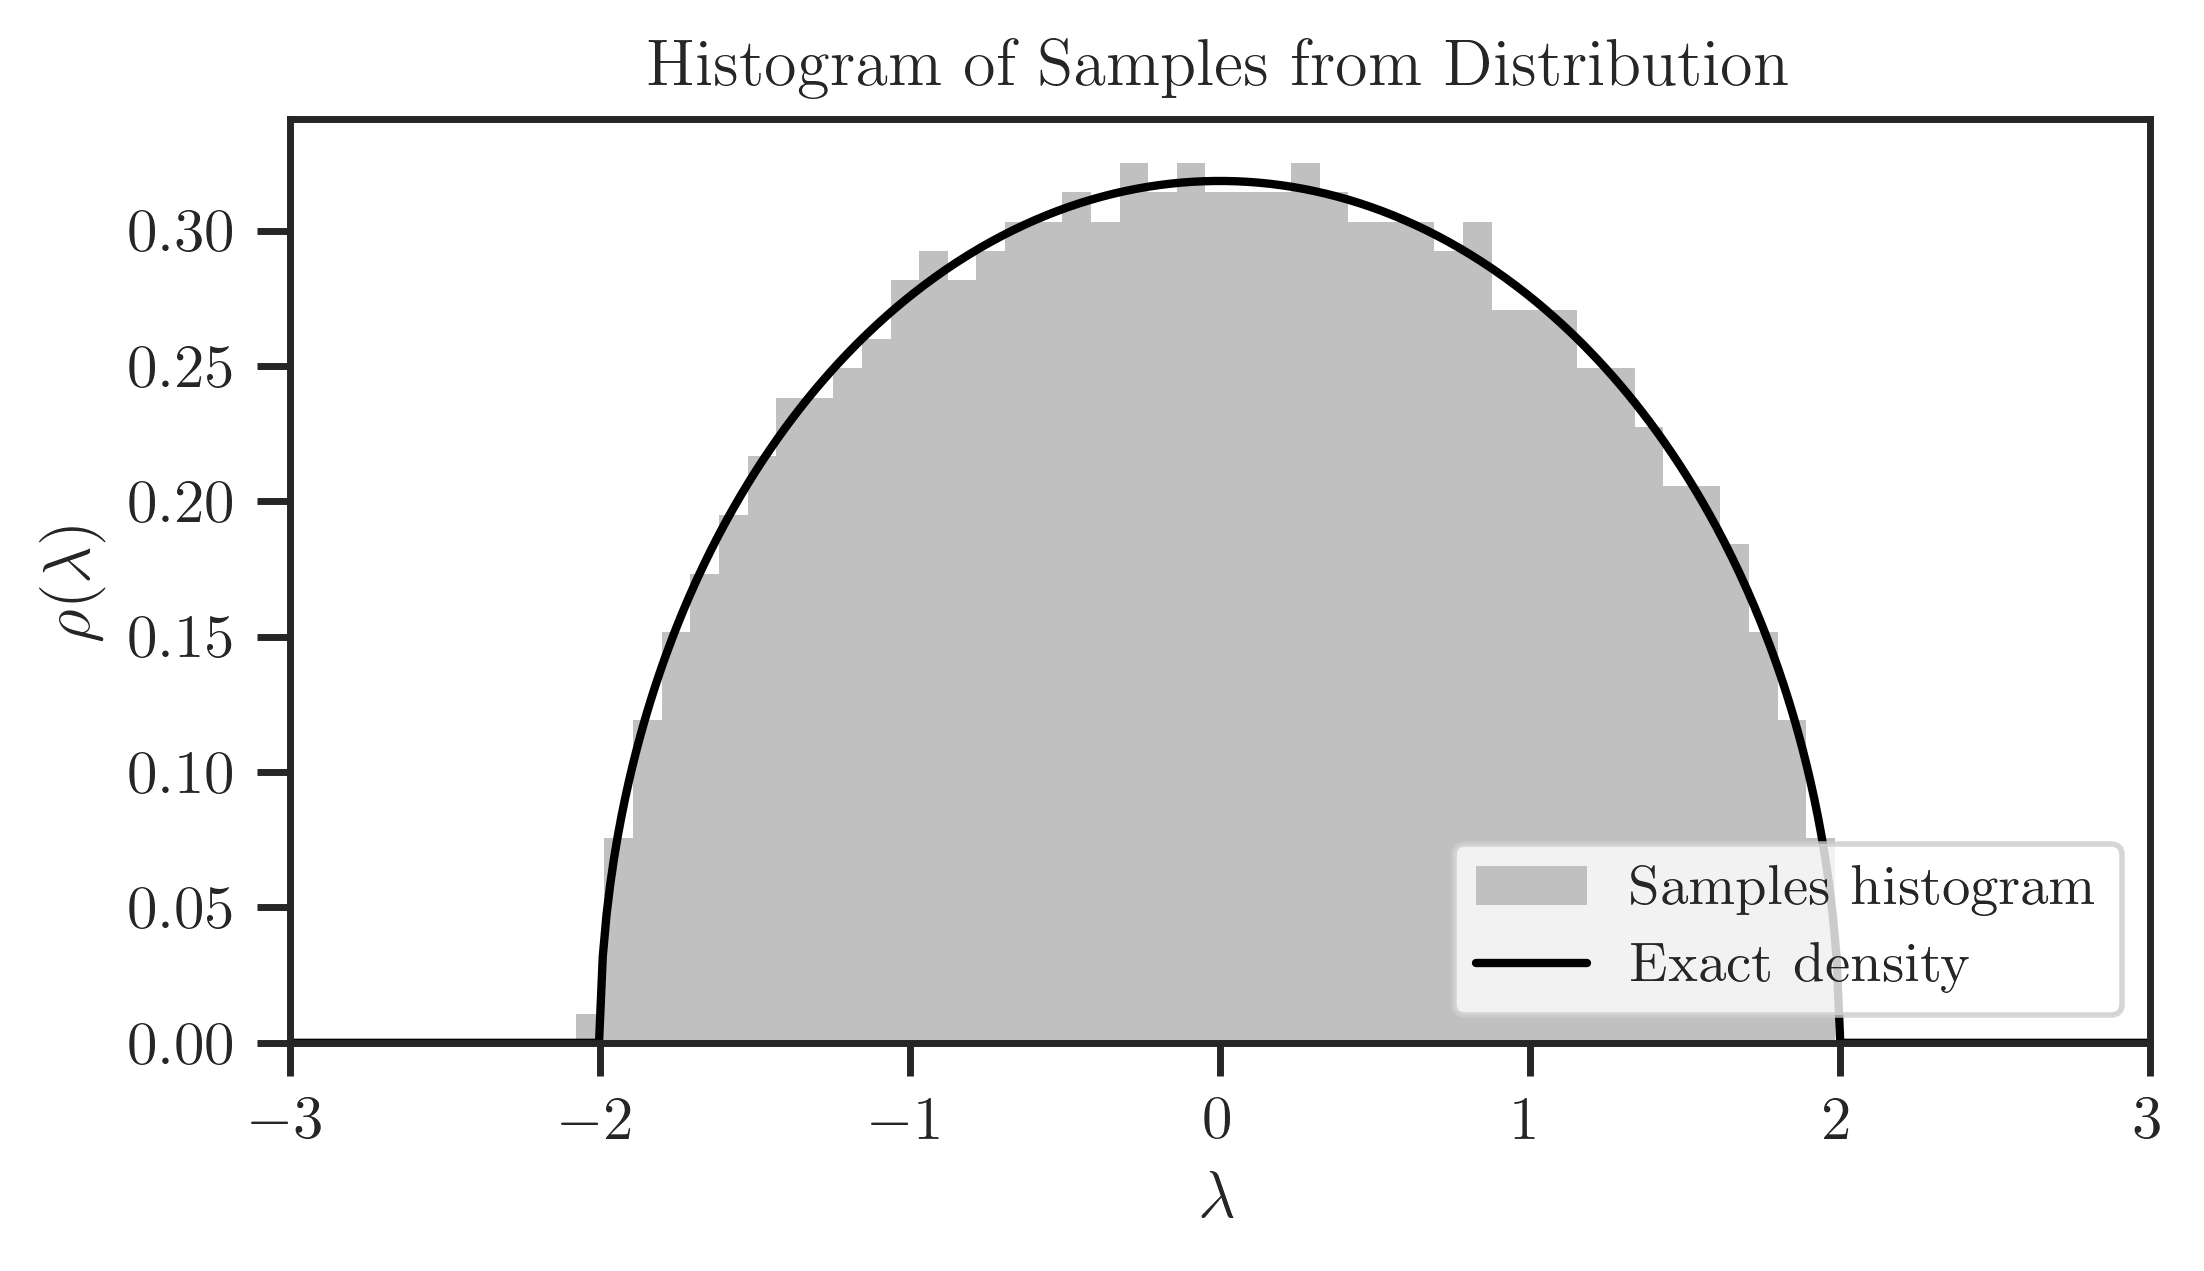 Histogram of Samples from Distribution
ρ(λ)
0.30
0.25
0.20
0.15
0.10
0.05
0.00
Samples histogram
Exact density
−3 −2 −1 0 1 2 3
λ